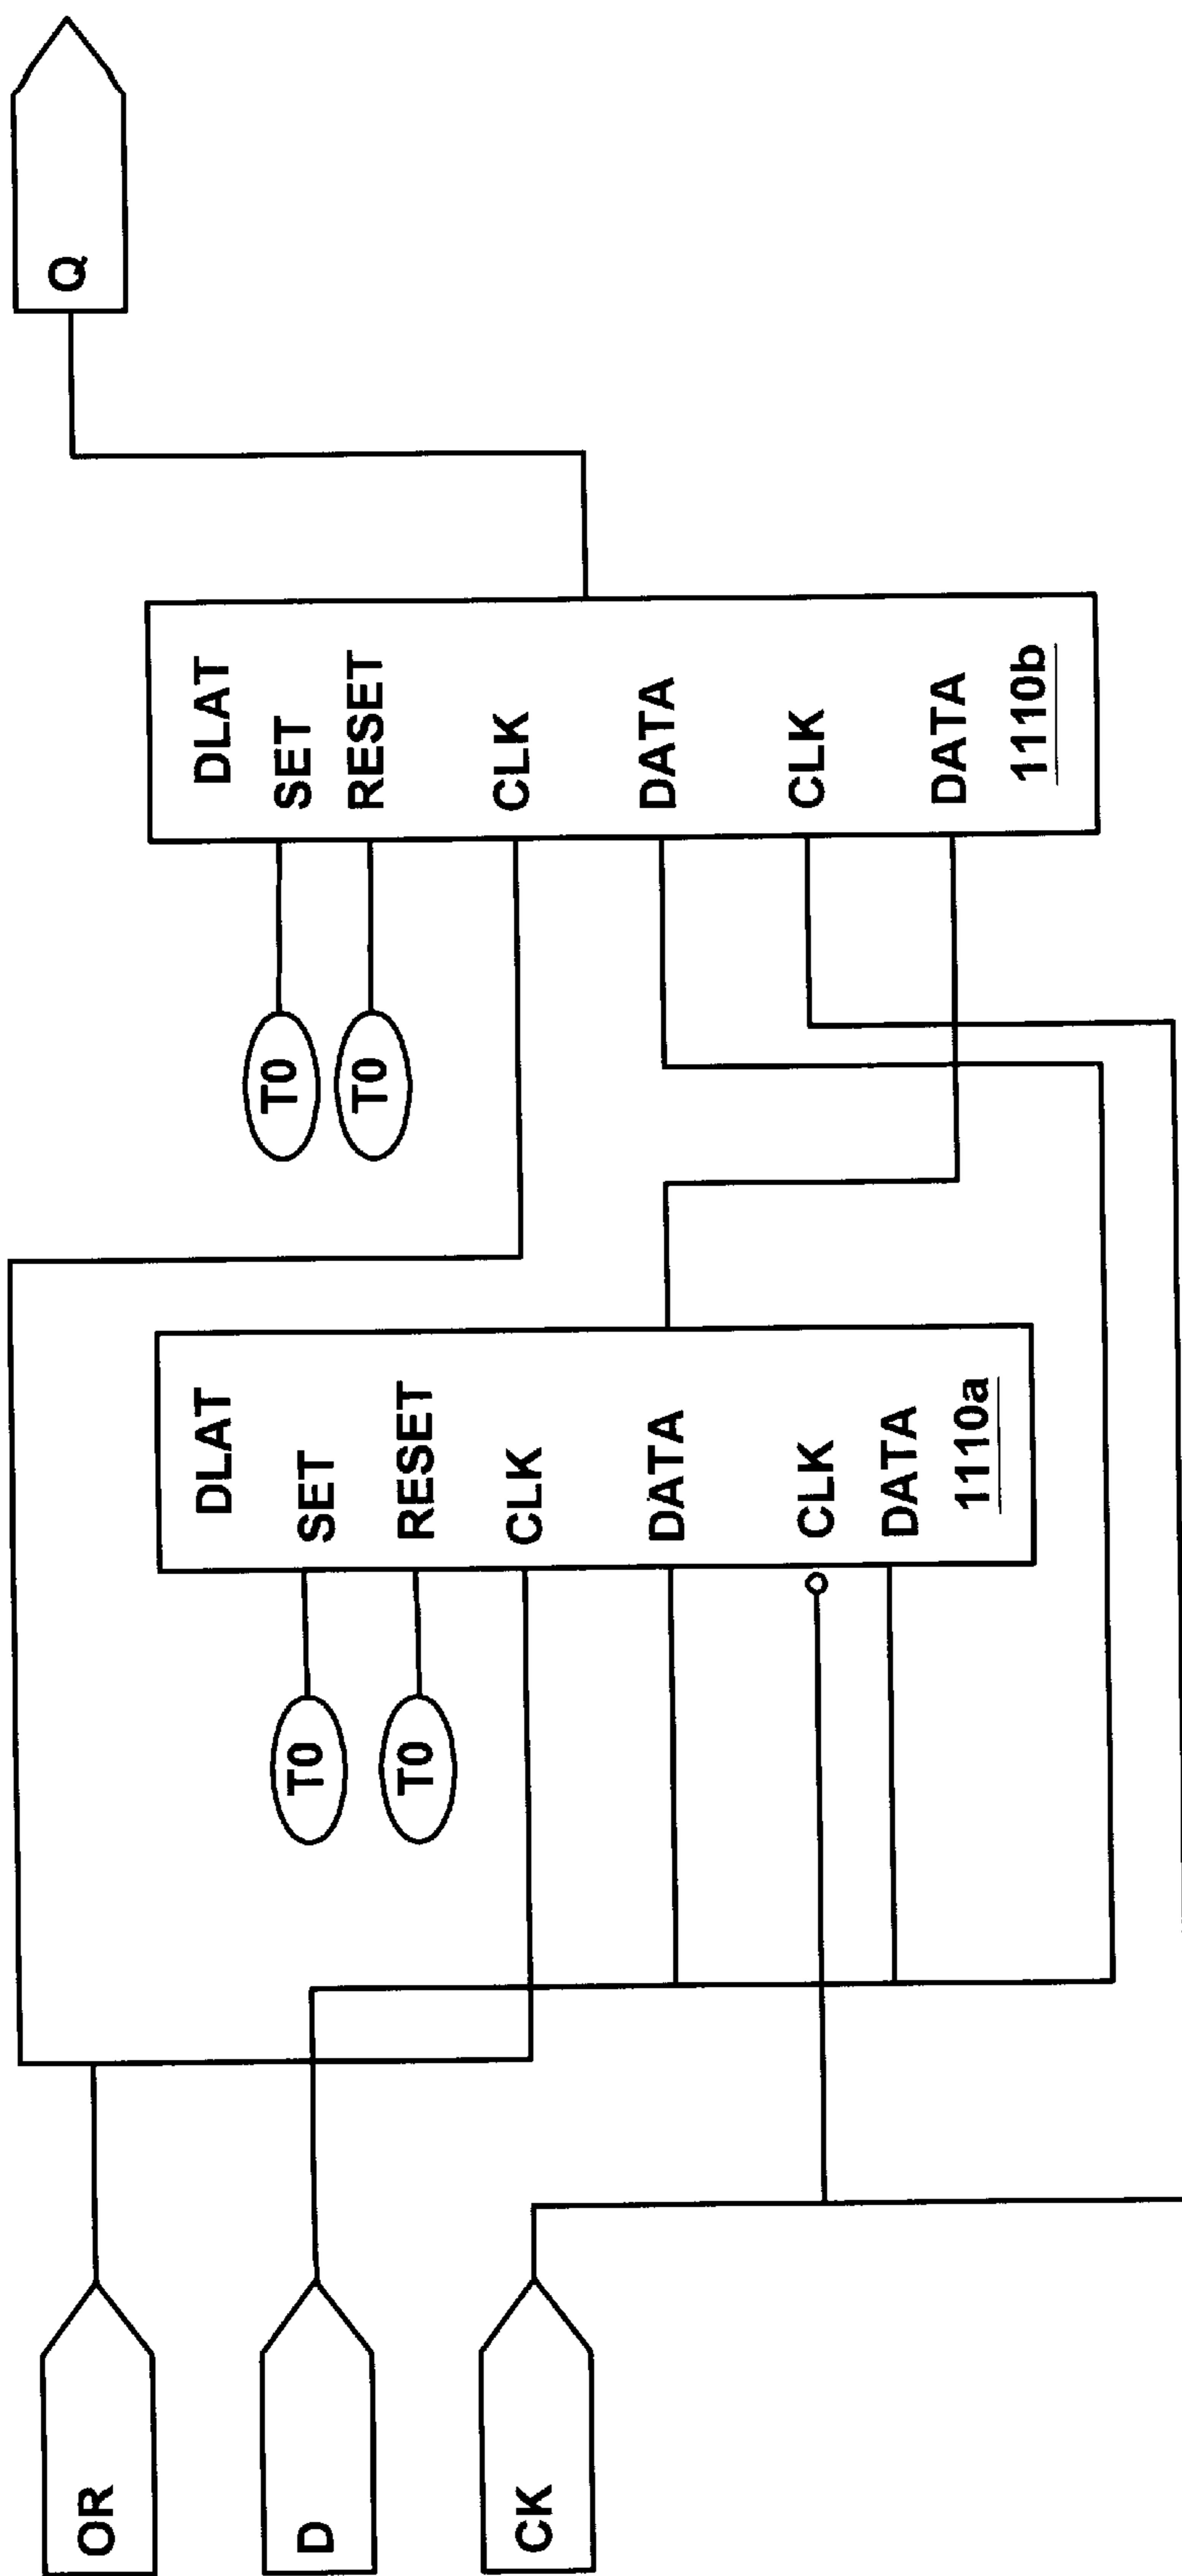 OR
D
CK
T0
T0
DLAT
SET
RESET
CLK
DATA
CLK
DATA
1110a
T0
T0
DLAT
SET
RESET
CLK
DATA
CLK
DATA
1110b
Q